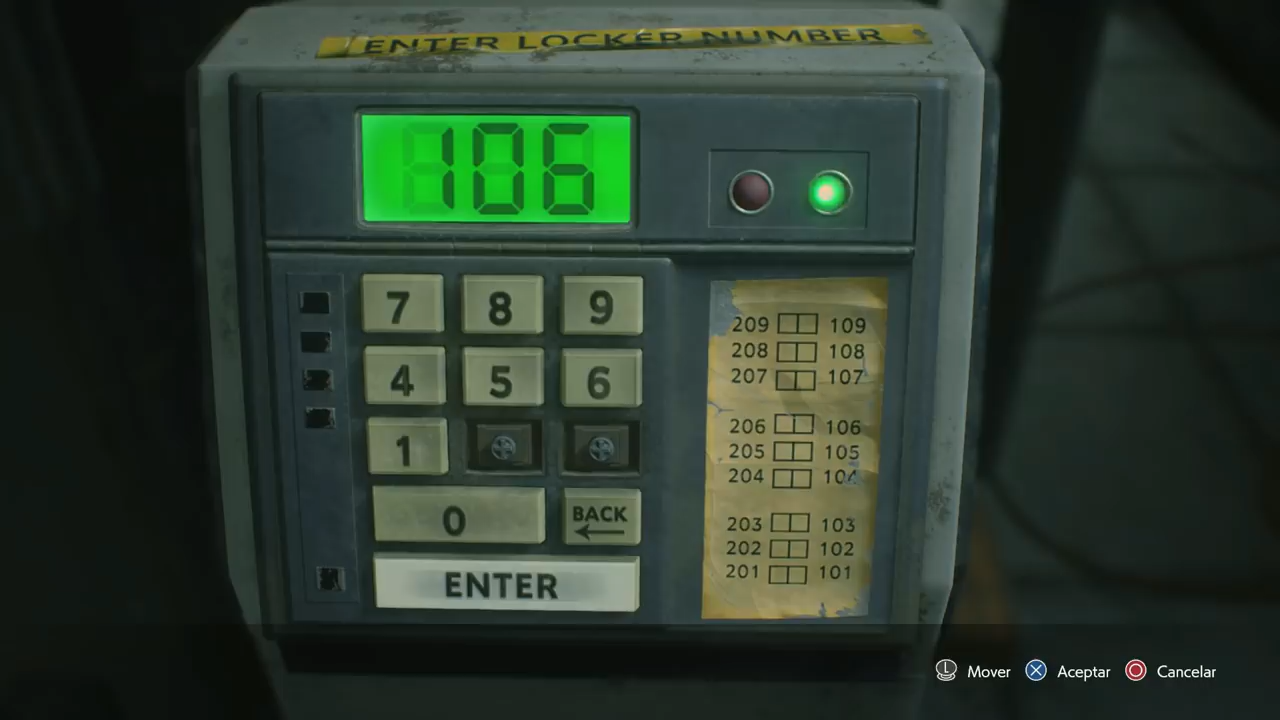 ENTER LOCKER NUMBER
106
7 8 9
4 5 6
1
0 BACK
ENTER
209 109
208 108
207 107
206 106
205 105
204 104
203 103
202 102
201 101
L Mover Aceptar Cancelar